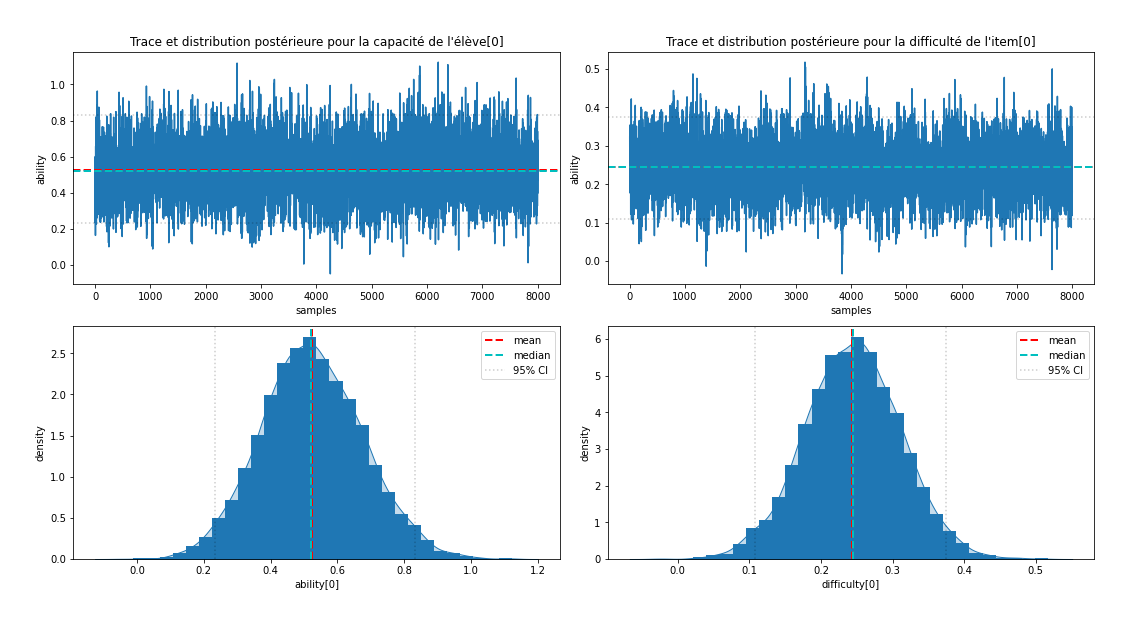 Trace et distribution postérieure pour la capacité de l'élève[0]
1.0
0.8
0.6
0.4
0.2
0.0
ability
0 1000 2000 3000 4000 5000 6000 7000 8000
samples
Trace et distribution postérieure pour la difficulté de l'item[0]
0.5
0.4
0.3
0.2
0.1
0.0
ability
0 1000 2000 3000 4000 5000 6000 7000 8000
samples
mean
median
95% CI
2.5
2.0
1.5
1.0
0.5
0.0
density
0.0 0.2 0.4 0.6 0.8 1.0 1.2
ability[0]
mean
median
95% CI
6
5
4
3
2
1
0
density
0.0 0.1 0.2 0.3 0.4 0.5
difficulty[0]